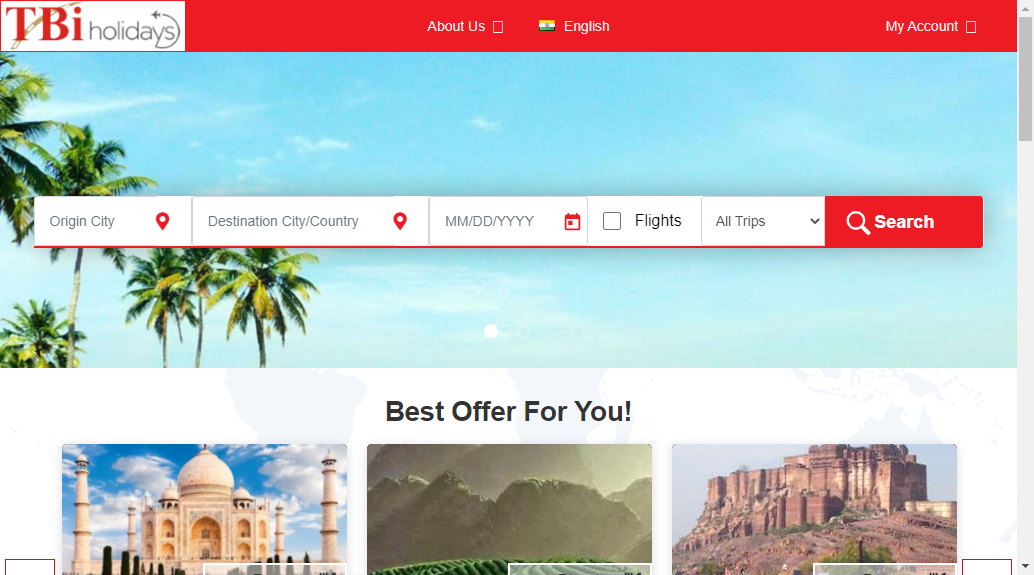 TBi holidays
About Us
English
My Account
Origin City
Destination City/Country
MM/DD/YYYY
Flights
All Trips
Search
Best Offer For You!